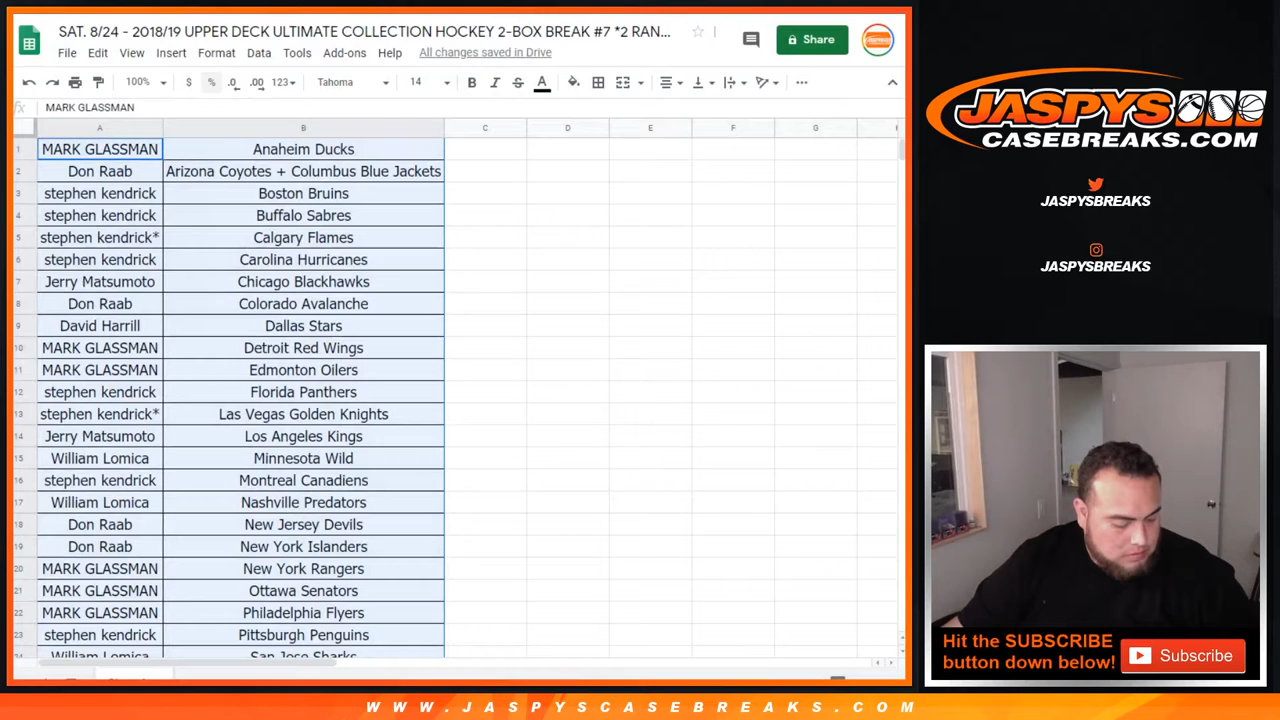 SAT. 8/24 - 2018/19 UPPER DECK ULTIMATE COLLECTION HOCKEY 2-BOX BREAK #7 *2 RAN...
File Edit View Insert Format Data Tools Add-ons Help All changes saved in Drive
Share
100% $ % .0 .00 123 Tahoma 14 B I S A
MARK GLASSMAN
A B C D E F G
1 MARK GLASSMAN Anaheim Ducks
2 Don Raab Arizona Coyotes + Columbus Blue Jackets
3 stephen kendrick Boston Bruins
4 stephen kendrick Buffalo Sabres
5 stephen kendrick* Calgary Flames
6 stephen kendrick Carolina Hurricanes
7 Jerry Matsumoto Chicago Blackhawks
8 Don Raab Colorado Avalanche
9 David Harrill Dallas Stars
10 MARK GLASSMAN Detroit Red Wings
11 MARK GLASSMAN Edmonton Oilers
12 stephen kendrick Florida Panthers
13 stephen kendrick* Las Vegas Golden Knights
14 Jerry Matsumoto Los Angeles Kings
15 William Lomica Minnesota Wild
16 stephen kendrick Montreal Canadiens
17 William Lomica Nashville Predators
18 Don Raab New Jersey Devils
19 Don Raab New York Islanders
20 MARK GLASSMAN New York Rangers
21 MARK GLASSMAN Ottawa Senators
22 MARK GLASSMAN Philadelphia Flyers
23 stephen kendrick Pittsburgh Penguins
24 William Lomica San Jose Sharks
JASPYS
CASEBREAKS.COM
JASPYSBREAKS
JASPYSBREAKS
Hit the SUBSCRIBE
button down below!
Subscribe
WWW.JASPYSCASEBREAKS.COM